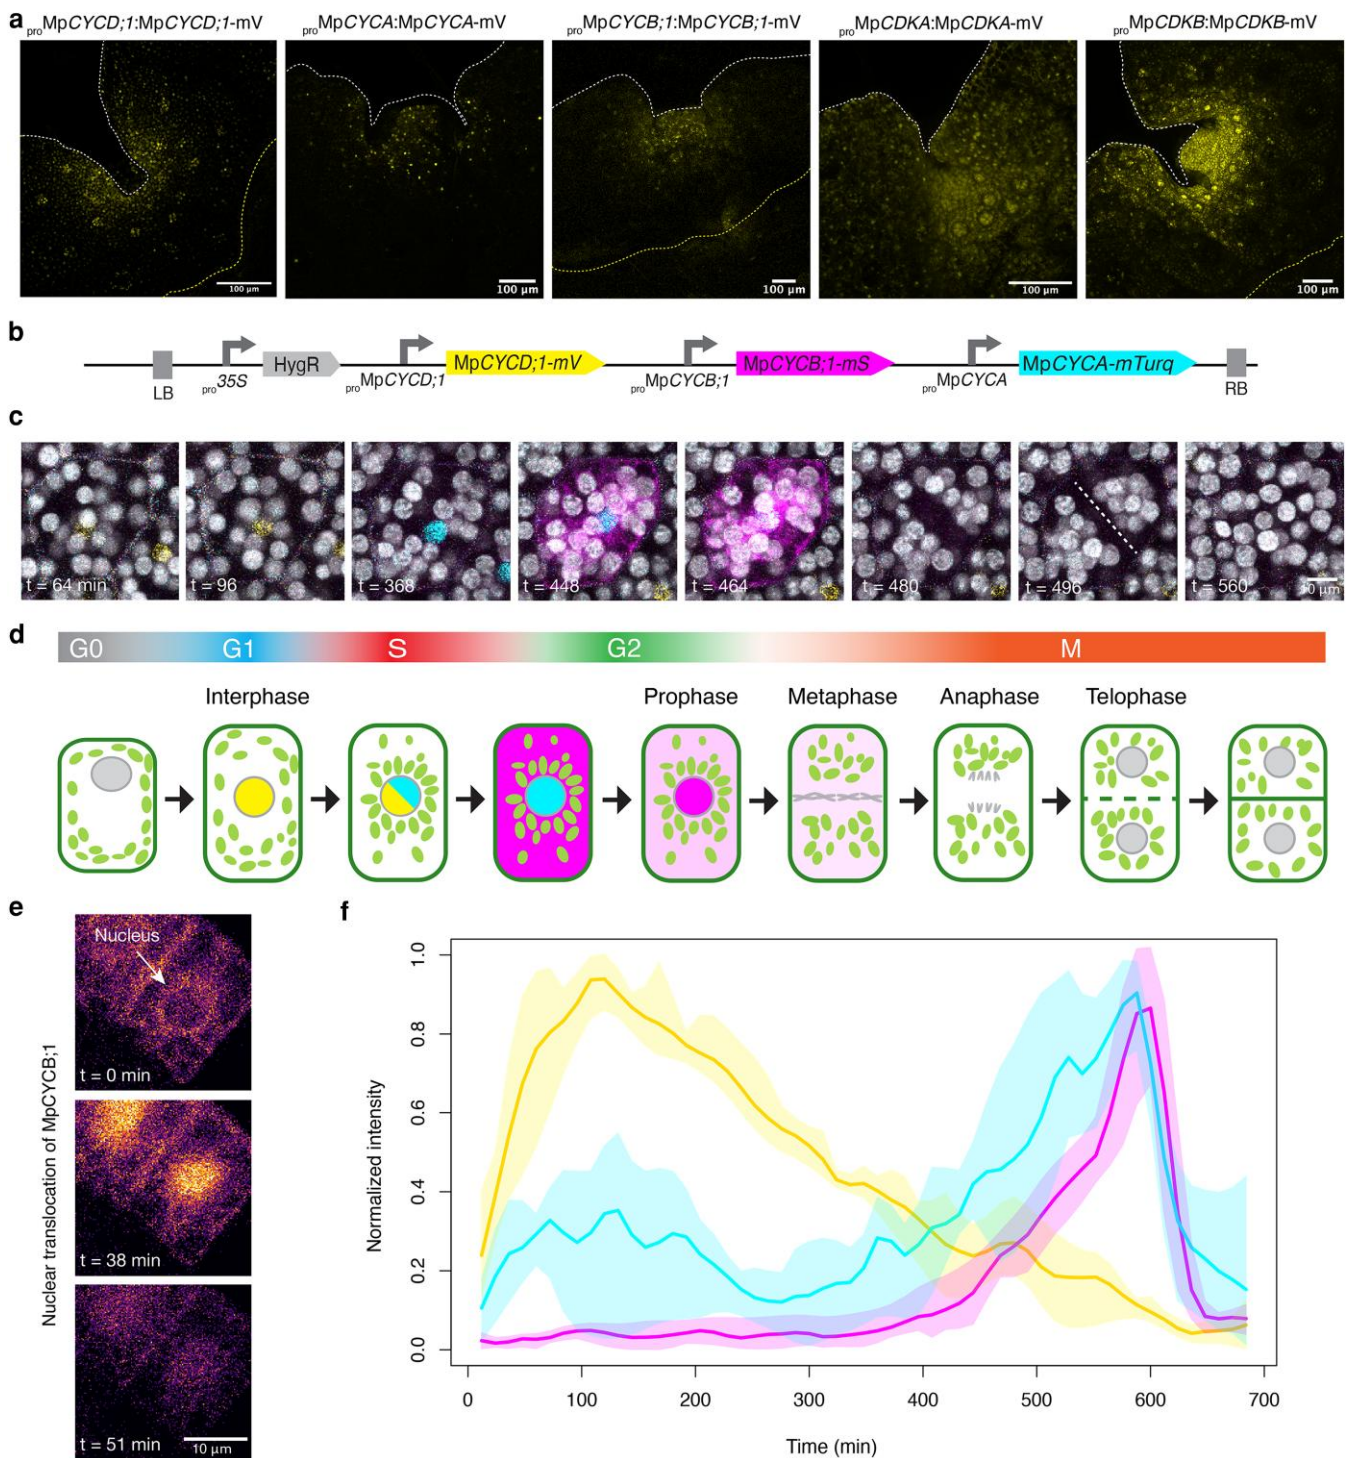 a
proMpCYCD;1:MpCYCD;1-mV
proMpCYCA:MpCYCA-mV
proMpCYCB;1:MpCYCB;1-mV
proMpCDKA:MpCDKA-mV
proMpCDKB:MpCDKB-mV
100 µm
100 µm
100 µm
100 µm
100 µm
b
LB
pro35S
HygR
proMpCYCD;1
MpCYCD;1-mV
proMpCYCB;1
MpCYCB;1-mS
proMpCYCA
MpCYCA-mTurq
RB
c
t = 64 min
t = 96
t = 368
t = 448
t = 464
t = 480
t = 496
t = 560
10 µm
d
G0
G1
S
G2
M
Interphase
Prophase
Metaphase
Anaphase
Telophase
e
Nuclear translocation of MpCYCB;1
Nucleus
t = 0 min
t = 38 min
t = 51 min
10 µm
f
Normalized intensity
1.0
0.8
0.6
0.4
0.2
0.0
0
100
200
300
400
500
600
700
Time (min)